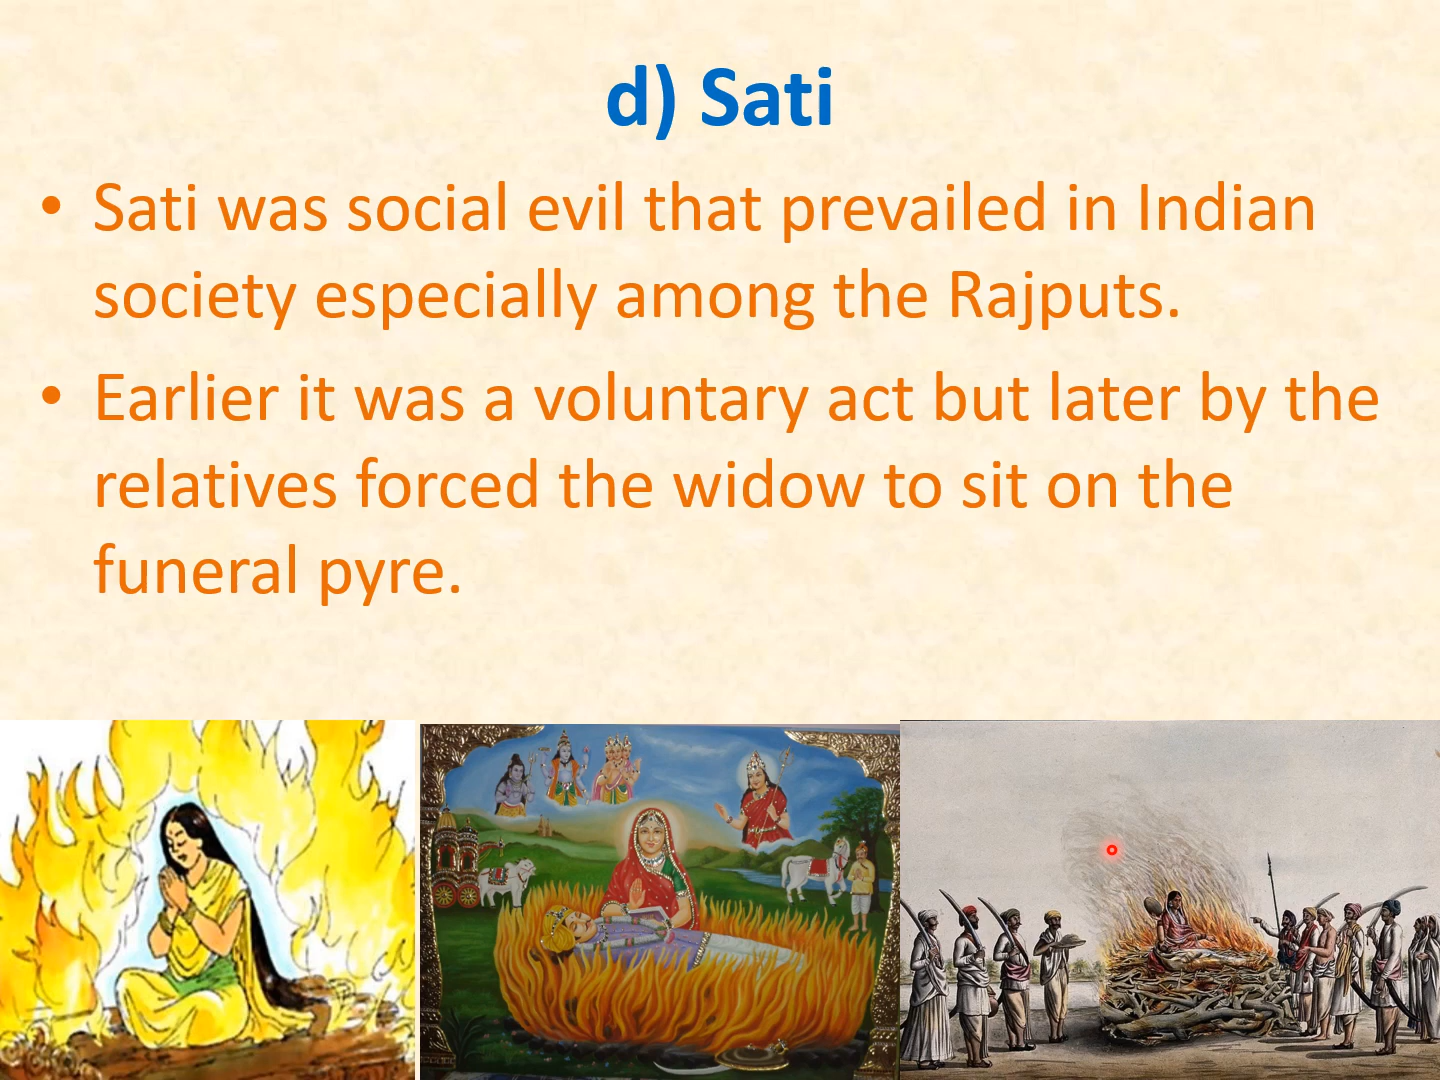 d) Sati
• Sati was social evil that prevailed in Indian
society especially among the Rajputs.
• Earlier it was a voluntary act but later by the
relatives forced the widow to sit on the
funeral pyre.